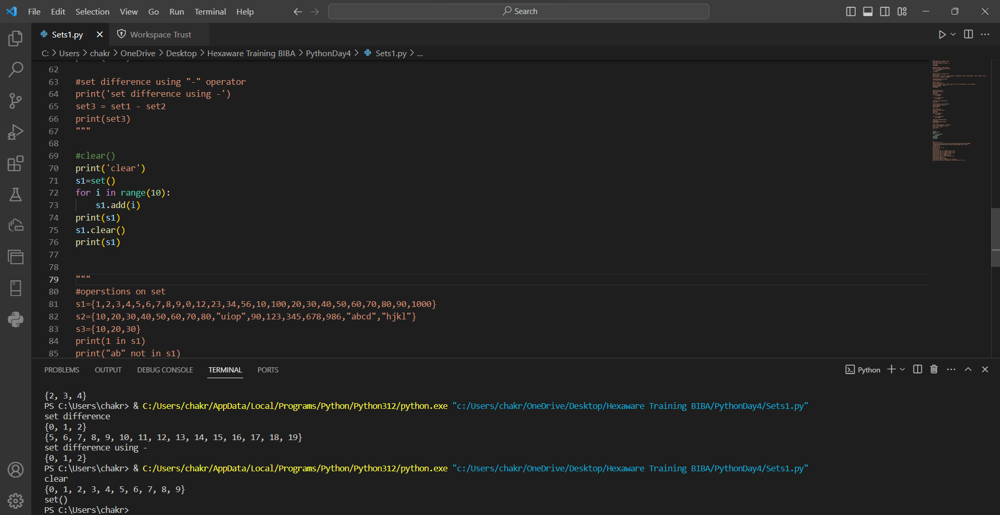 File Edit Selection View Go Run Terminal Help
Search
Sets1.py Workspace Trust
C: > Users > chakr > OneDrive > Desktop > Hexaware Training BIBA > PythonDay4 > Sets1.py > ...
62
63 #set difference using "-" operator
64 print('set difference using -')
65 set3 = set1 - set2
66 print(set3)
67 """
68
69 #clear()
70 print('clear')
71 s1=set()
72 for i in range(10):
73     s1.add(i)
74 print(s1)
75 s1.clear()
76 print(s1)
77
78
79 """
80 #operstions on set
81 s1={1,2,3,4,5,6,7,8,9,0,12,23,34,56,10,100,20,30,40,50,60,70,80,90,1000}
82 s2={10,20,30,40,50,60,70,80,"uiop",90,123,345,678,986,"abcd","hjkl"}
83 s3={10,20,30}
84 print(1 in s1)
85 print("ab" not in s1)
PROBLEMS OUTPUT DEBUG CONSOLE TERMINAL PORTS
Python
{2, 3, 4}
PS C:\Users\chakr> & C:/Users/chakr/AppData/Local/Programs/Python/Python312/python.exe "c:/Users/chakr/OneDrive/Desktop/Hexaware Training BIBA/PythonDay4/Sets1.py"
set difference
{0, 1, 2}
{5, 6, 7, 8, 9, 10, 11, 12, 13, 14, 15, 16, 17, 18, 19}
set difference using -
{0, 1, 2}
PS C:\Users\chakr> & C:/Users/chakr/AppData/Local/Programs/Python/Python312/python.exe "c:/Users/chakr/OneDrive/Desktop/Hexaware Training BIBA/PythonDay4/Sets1.py"
clear
{0, 1, 2, 3, 4, 5, 6, 7, 8, 9}
set()
PS C:\Users\chakr>